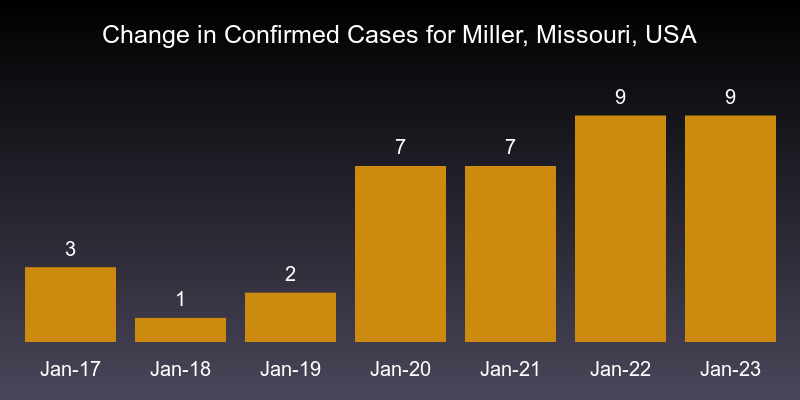 Change in Confirmed Cases for Miller, Missouri, USA
9 9
7 7
3
2
1
Jan-17 Jan-18 Jan-19 Jan-20 Jan-21 Jan-22 Jan-23